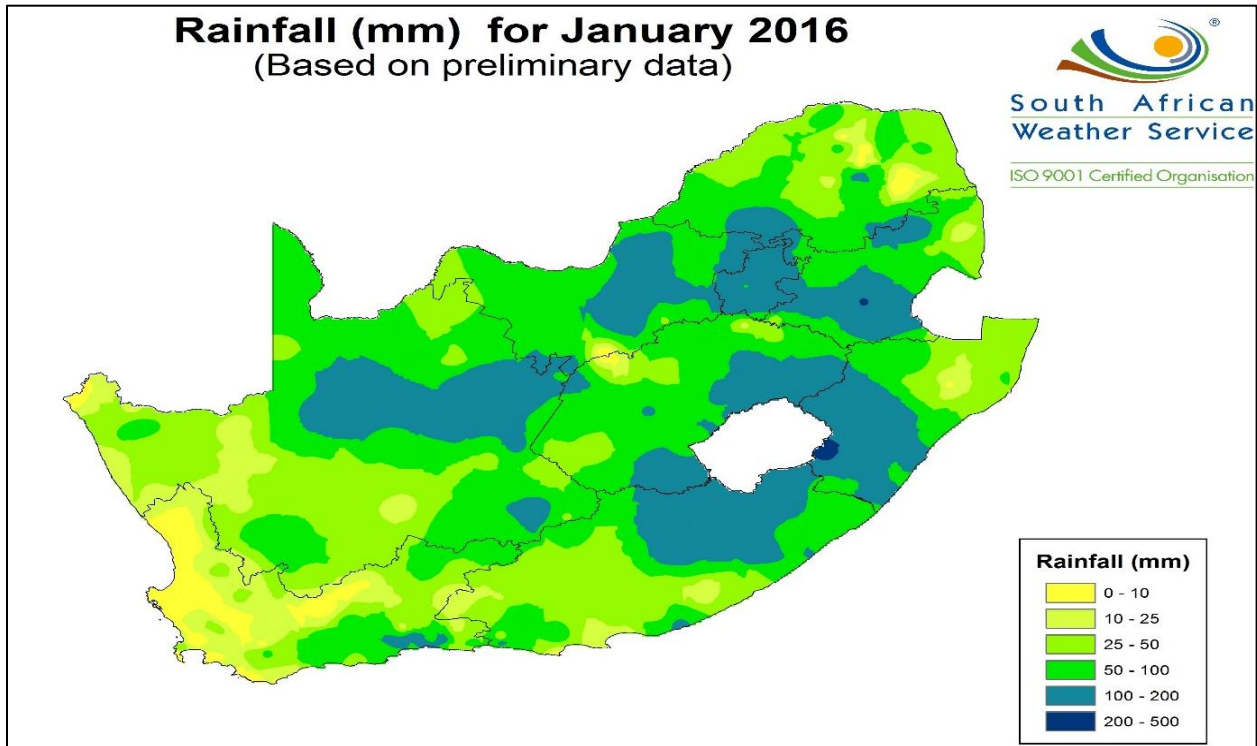 Rainfall (mm) for January 2016
(Based on preliminary data)
®
South African
Weather Service
ISO 9001 Certified Organisation
Rainfall (mm)
0 - 10
10 - 25
25 - 50
50 - 100
100 - 200
200 - 500